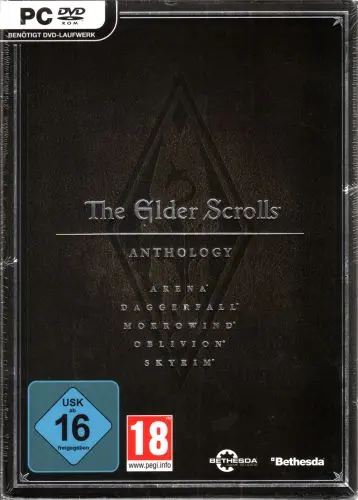 PC DVD
ROM
BENÖTIGT DVD-LAUFWERK
The Elder Scrolls
ANTHOLOGY
ARENA
DAGGERFALL
MORROWIND
OBLIVION
SKYRIM
USK
ab
16
freigegeben
18
www.pegi.info
BETHESDA
Bethesda